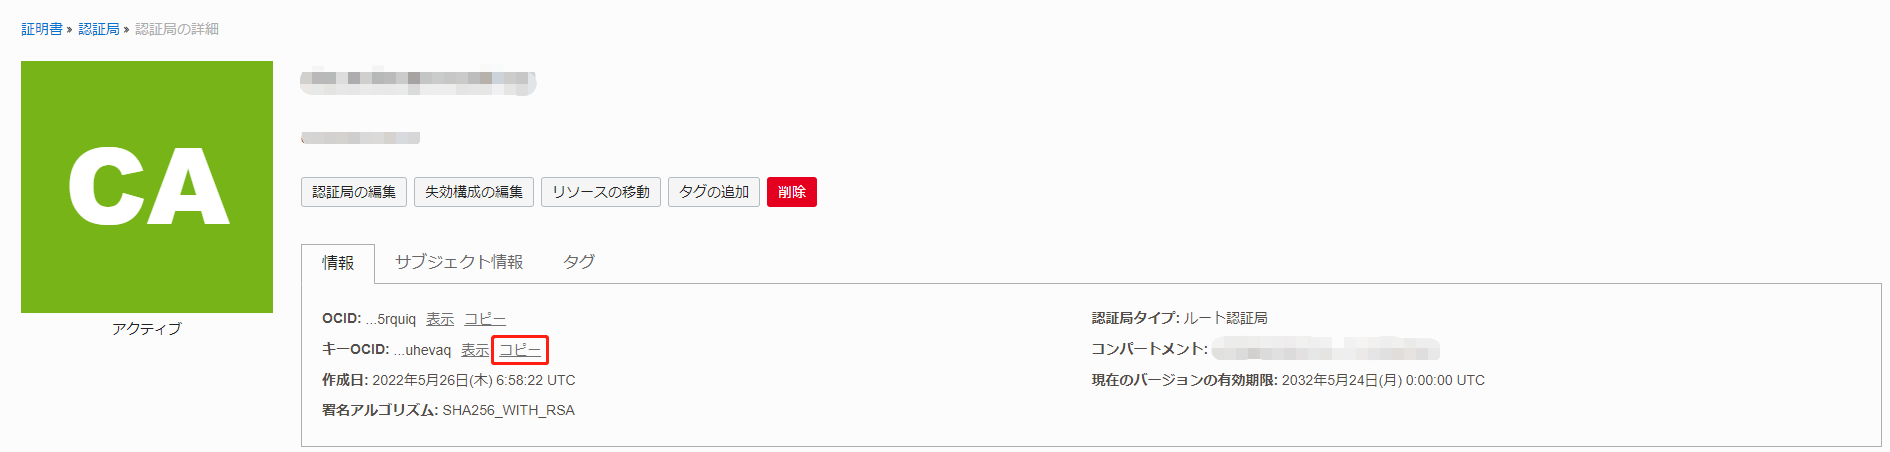 証明書 » 認証局 » 認証局の詳細
CA
アクティブ
認証局の編集 失効構成の編集 リソースの移動 タグの追加 削除
情報 サブジェクト情報 タグ
OCID: ...5rquiq 表示 コピー
キーOCID: ...uhevaq 表示 コピー
作成日: 2022年5月26日(木) 6:58:22 UTC
署名アルゴリズム: SHA256_WITH_RSA
認証局タイプ: ルート認証局
コンパートメント:
現在のバージョンの有効期限: 2032年5月24日(月) 0:00:00 UTC